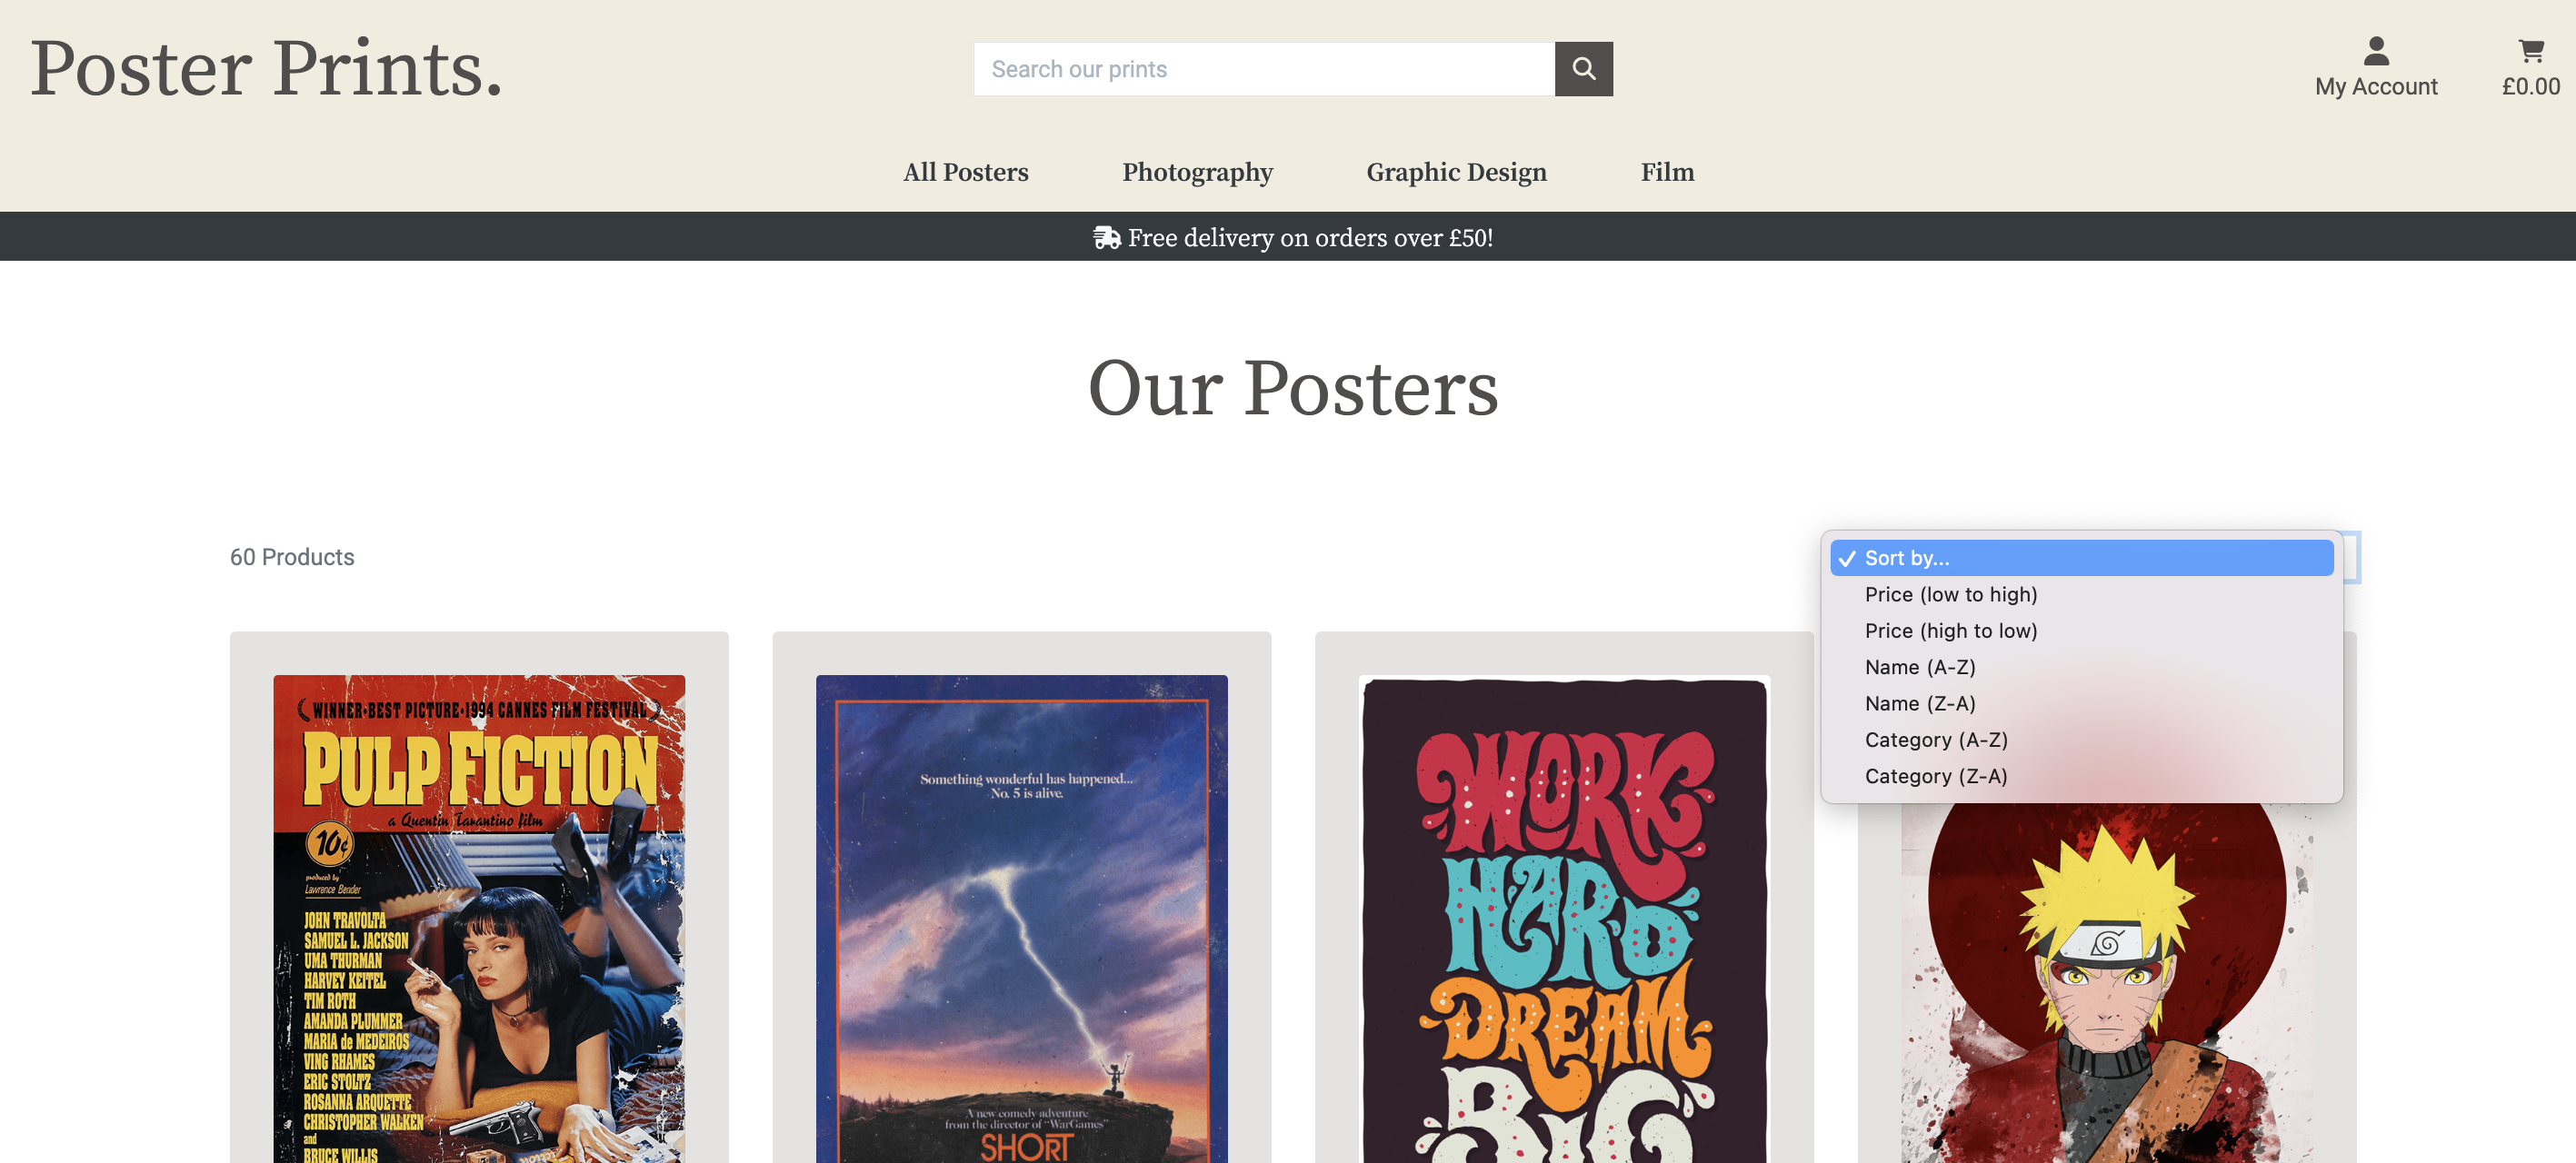 Poster Prints.
Search our prints
My Account
£0.00
All Posters
Photography
Graphic Design
Film
Free delivery on orders over £50!
Our Posters
60 Products
Sort by...
Price (low to high)
Price (high to low)
Name (A-Z)
Name (Z-A)
Category (A-Z)
Category (Z-A)
WINNER·BEST PICTURE·1994 CANNES FILM FESTIVAL
PULP FICTION
a Quentin Tarantino film
10¢
produced by
Lawrence Bender
JOHN TRAVOLTA
SAMUEL L. JACKSON
UMA THURMAN
HARVEY KEITEL
TIM ROTH
AMANDA PLUMMER
MARIA de MEDEIROS
VING RHAMES
ERIC STOLTZ
ROSANNA ARQUETTE
CHRISTOPHER WALKEN
and
BRUCE WILLIS
Something wonderful has happened...
No. 5 is alive.
A new comedy adventure
from the director of "WarGames"
SHORT
WORK
HARD
DREAM
BIG